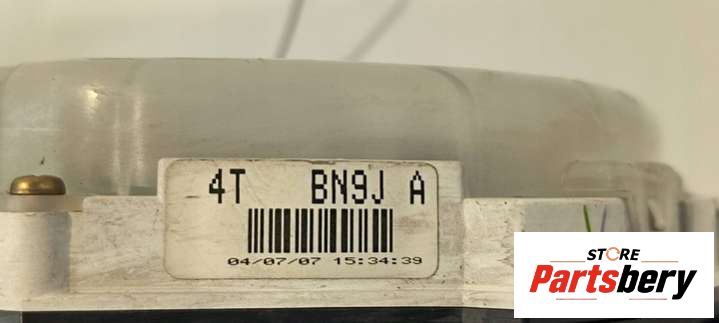 4T BN9J A
04/07/07 15:34:39
STORE
Partsbery